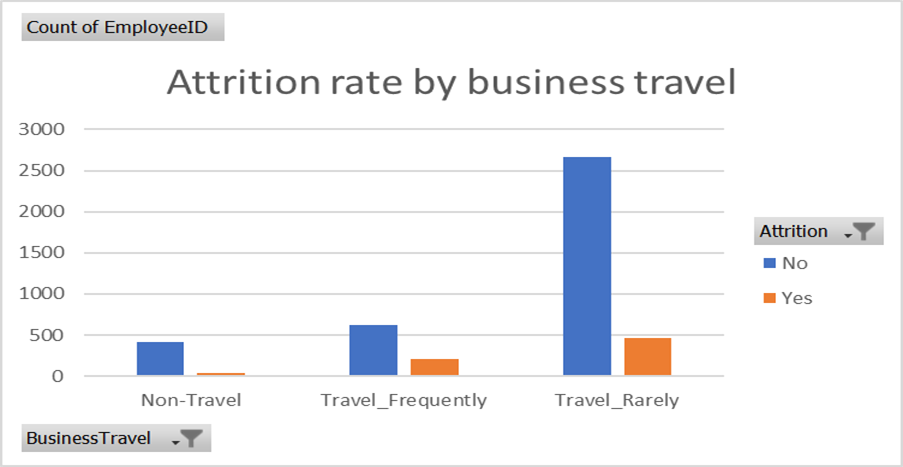 Count of EmployeeID
Attrition rate by business travel
3000
2500
2000
1500
1000
500
0
Non-Travel
Travel_Frequently
Travel_Rarely
Attrition
No
Yes
BusinessTravel